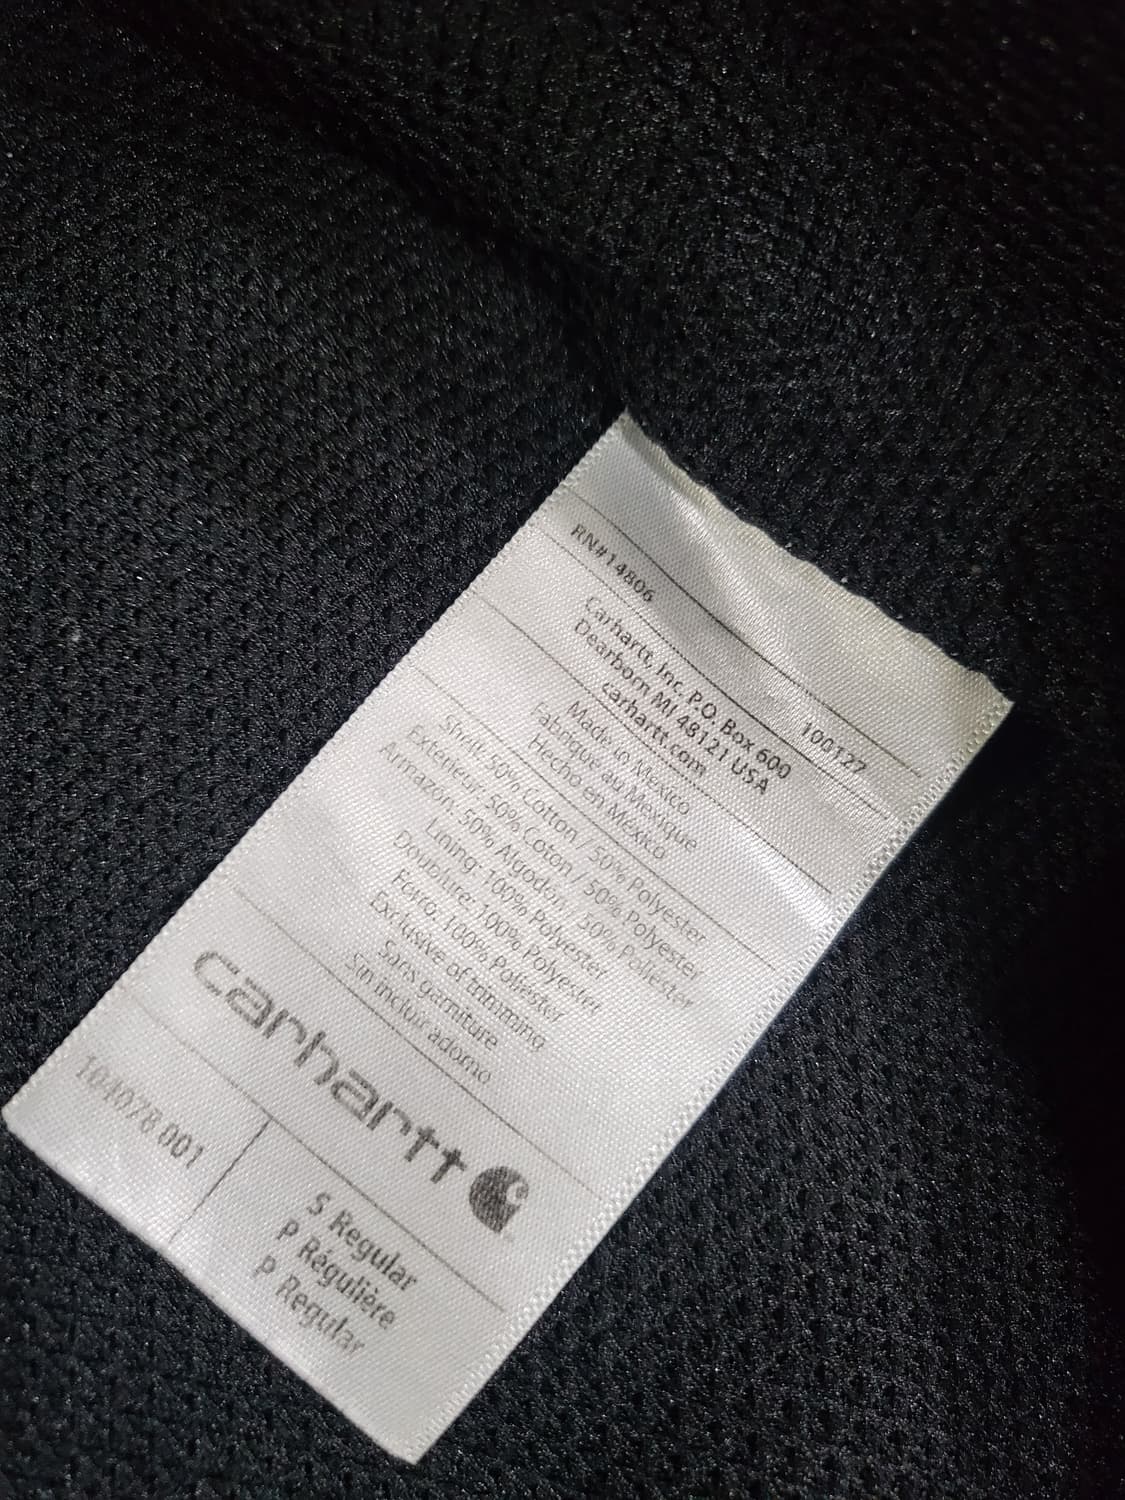 RN#14806 100127
Carhartt, Inc. P.O. Box 600
Dearborn MI 48121 USA
carhartt.com
Made in Mexico
Fabriqué au Mexique
Hecho en México
Shell: 50% Cotton / 50% Polyester
Extérieur: 50% Coton / 50% Polyester
Armazón: 50% Algodón / 50% Poliéster
Lining: 100% Polyester
Doublure: 100% Polyester
Forro: 100% Poliéster
Exclusive of trimming
Sans garniture
Sin incluir adorno
carhartt
104078 001
S Regular
P Régulière
P Regular